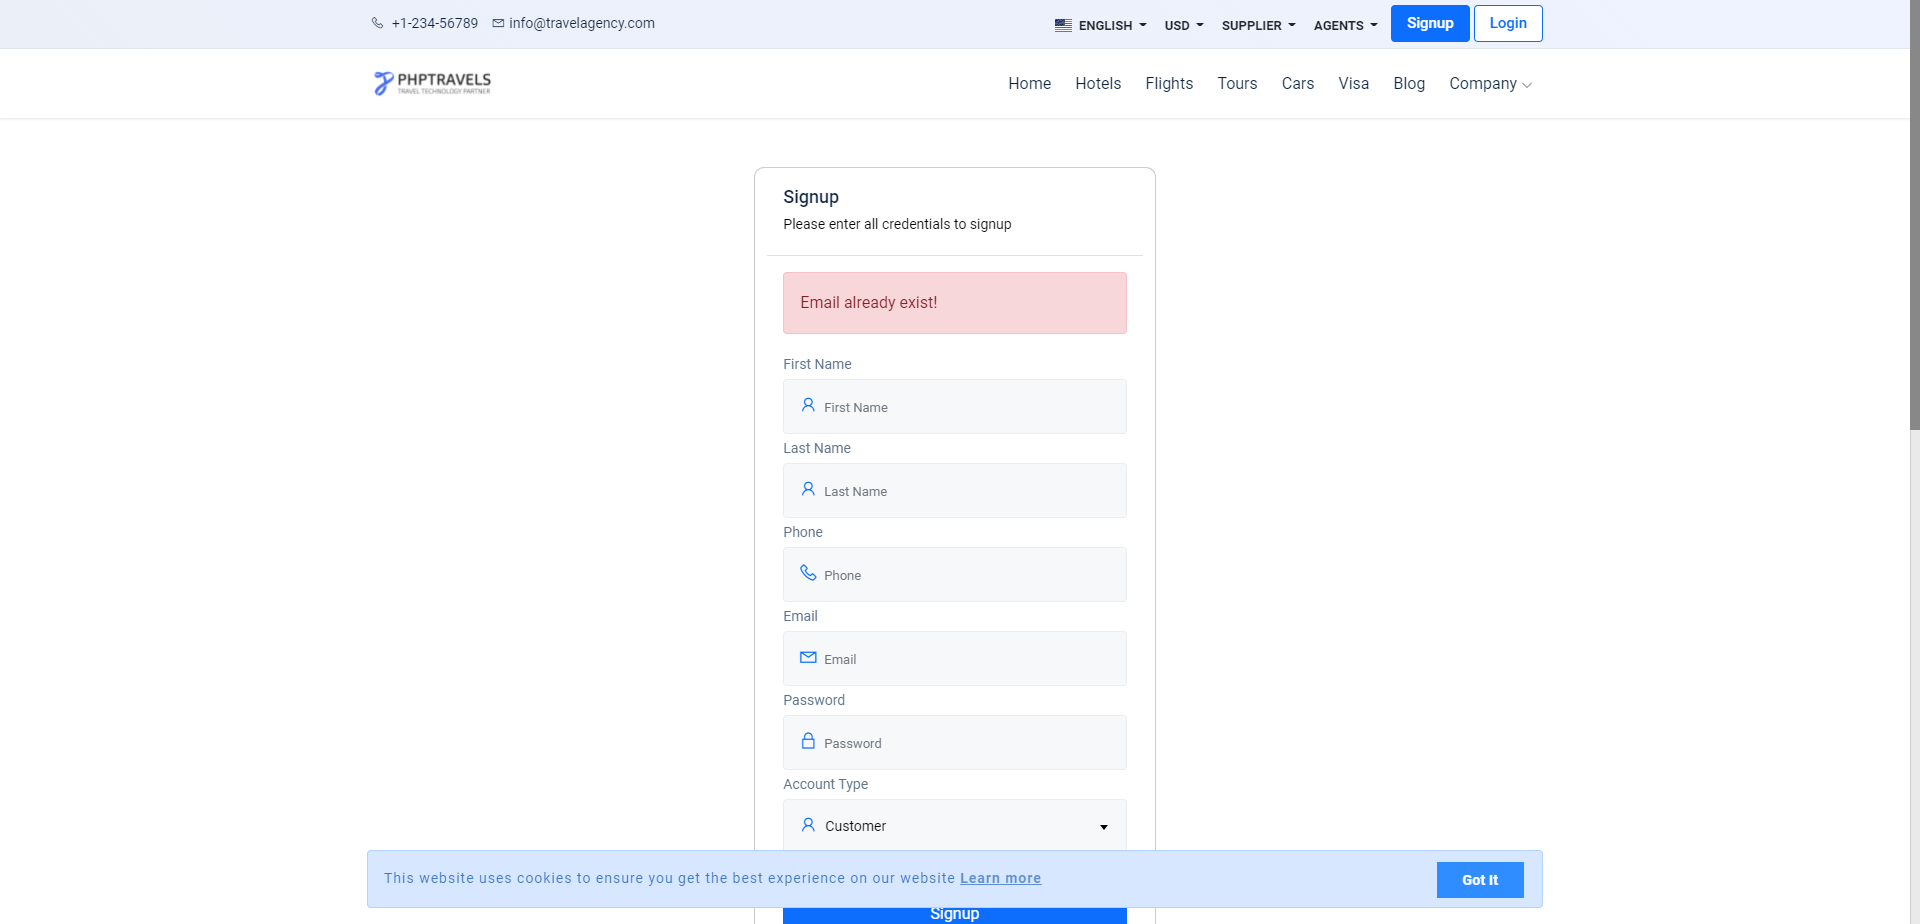 +1-234-56789 info@travelagency.com ENGLISH USD SUPPLIER AGENTS Signup Login
PHPTRAVELS
TRAVEL TECHNOLOGY PARTNER
Home Hotels Flights Tours Cars Visa Blog Company
Signup
Please enter all credentials to signup
Email already exist!
First Name
First Name
Last Name
Last Name
Phone
Phone
Email
Email
Password
Password
Account Type
Customer
This website uses cookies to ensure you get the best experience on our website Learn more Got It
Signup